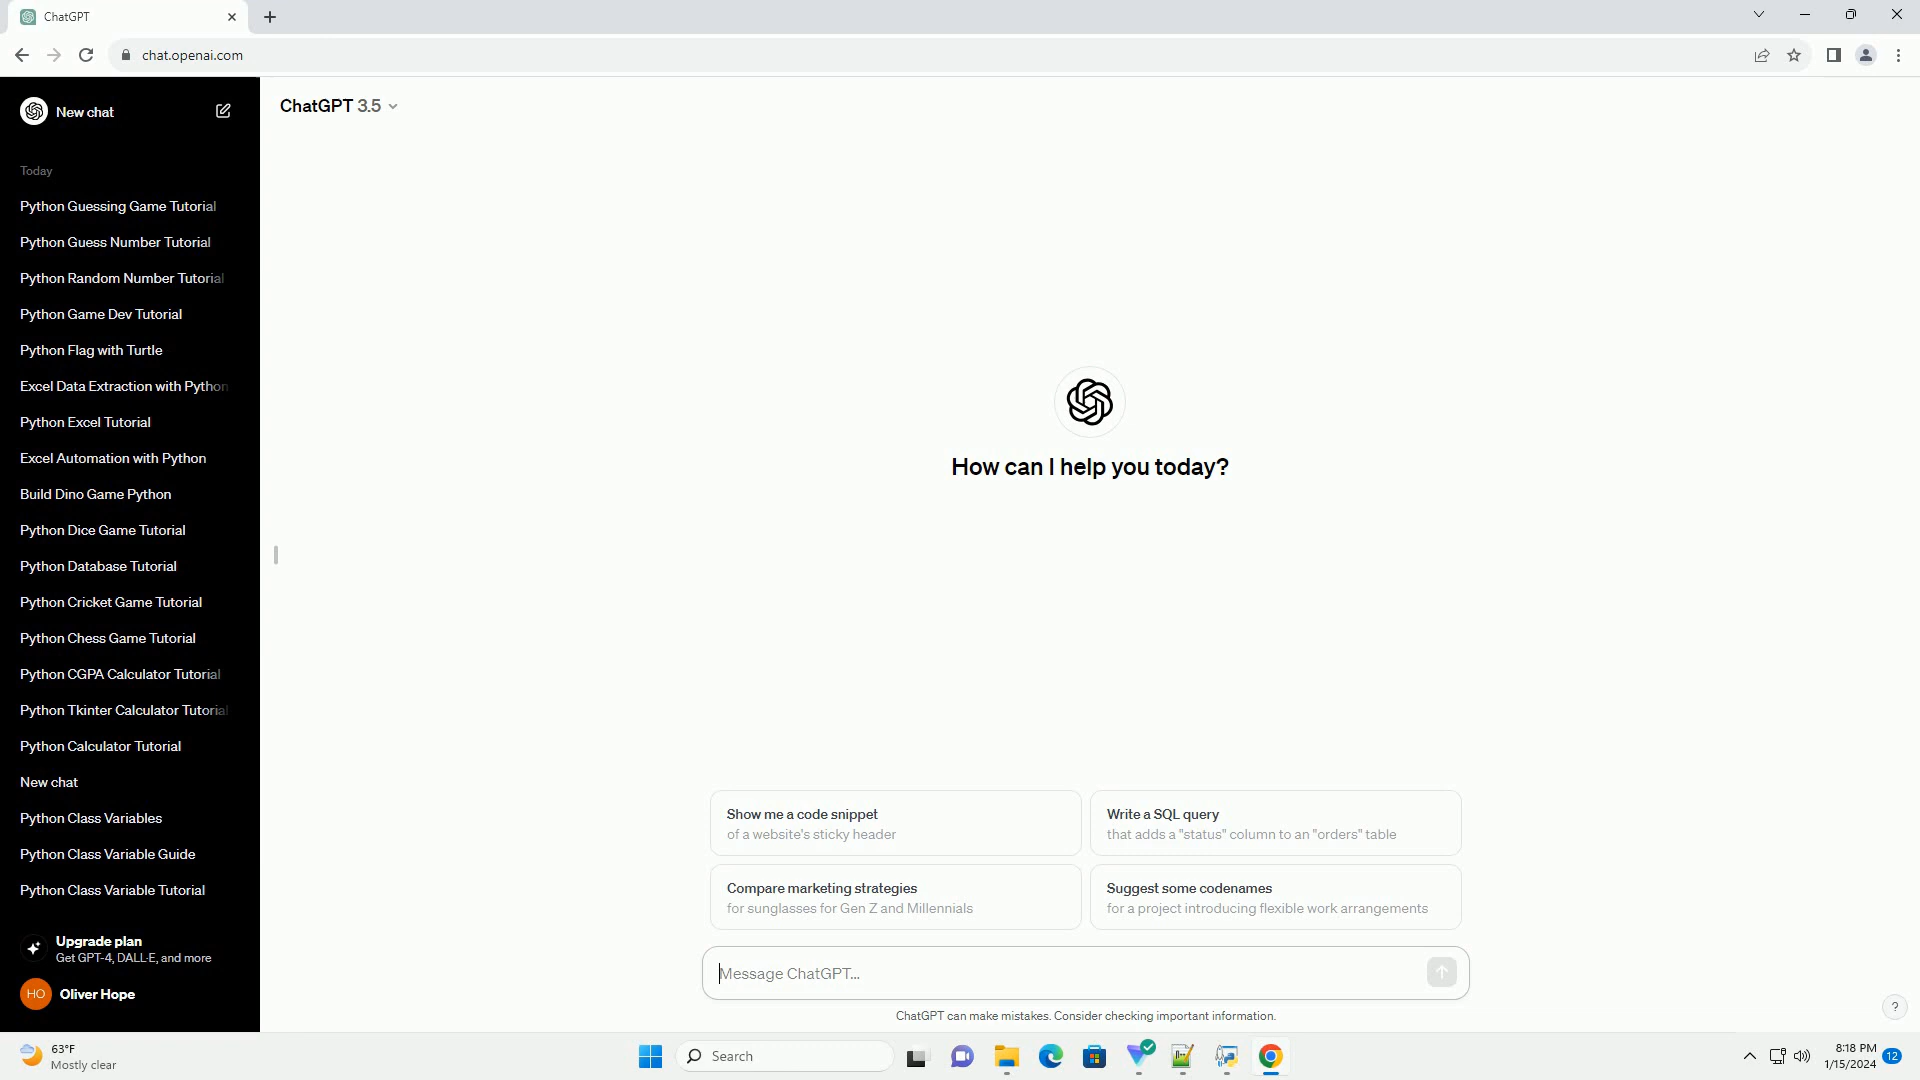 ChatGPT
chat.openai.com
New chat
Today
Python Guessing Game Tutorial
Python Guess Number Tutorial
Python Random Number Tutorial
Python Game Dev Tutorial
Python Flag with Turtle
Excel Data Extraction with Python
Python Excel Tutorial
Excel Automation with Python
Build Dino Game Python
Python Dice Game Tutorial
Python Database Tutorial
Python Cricket Game Tutorial
Python Chess Game Tutorial
Python CGPA Calculator Tutorial
Python Tkinter Calculator Tutorial
Python Calculator Tutorial
New chat
Python Class Variables
Python Class Variable Guide
Python Class Variable Tutorial
Upgrade plan
Get GPT-4, DALL·E, and more
HO
Oliver Hope
ChatGPT 3.5
How can I help you today?
Show me a code snippet
of a website's sticky header
Write a SQL query
that adds a "status" column to an "orders" table
Compare marketing strategies
for sunglasses for Gen Z and Millennials
Suggest some codenames
for a project introducing flexible work arrangements
Message ChatGPT...
ChatGPT can make mistakes. Consider checking important information.
?
63°F
Mostly clear
Search
8:18 PM
1/15/2024
12